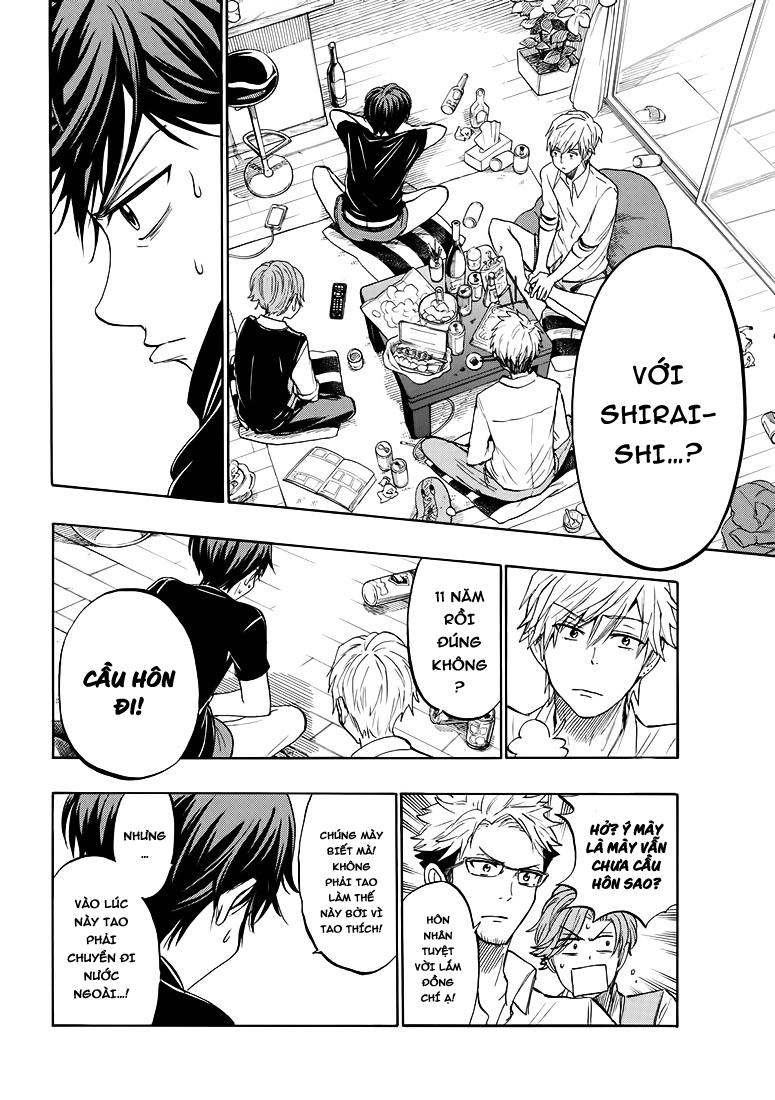 VỚI
SHIRAI-
SHI...?
11 NĂM
RỒI
ĐÚNG
KHÔNG
?
CẦU HÔN
ĐI!
HỞ? Ý MÀY
LÀ MÀY VẪN
CHƯA CẦU
HÔN SAO?
HÔN
NHÂN
TUYỆT
VỜI LẮM
ĐỒNG
CHÍ Ạ!
CHÚNG MÀY
BIẾT MÀ!
KHÔNG
PHẢI TAO
LÀM THẾ
NÀY BỞI VÌ
TAO THÍCH!
NHƯNG
...
VÀO LÚC
NÀY TAO
PHẢI
CHUYỂN ĐI
NƯỚC
NGOÀI...!